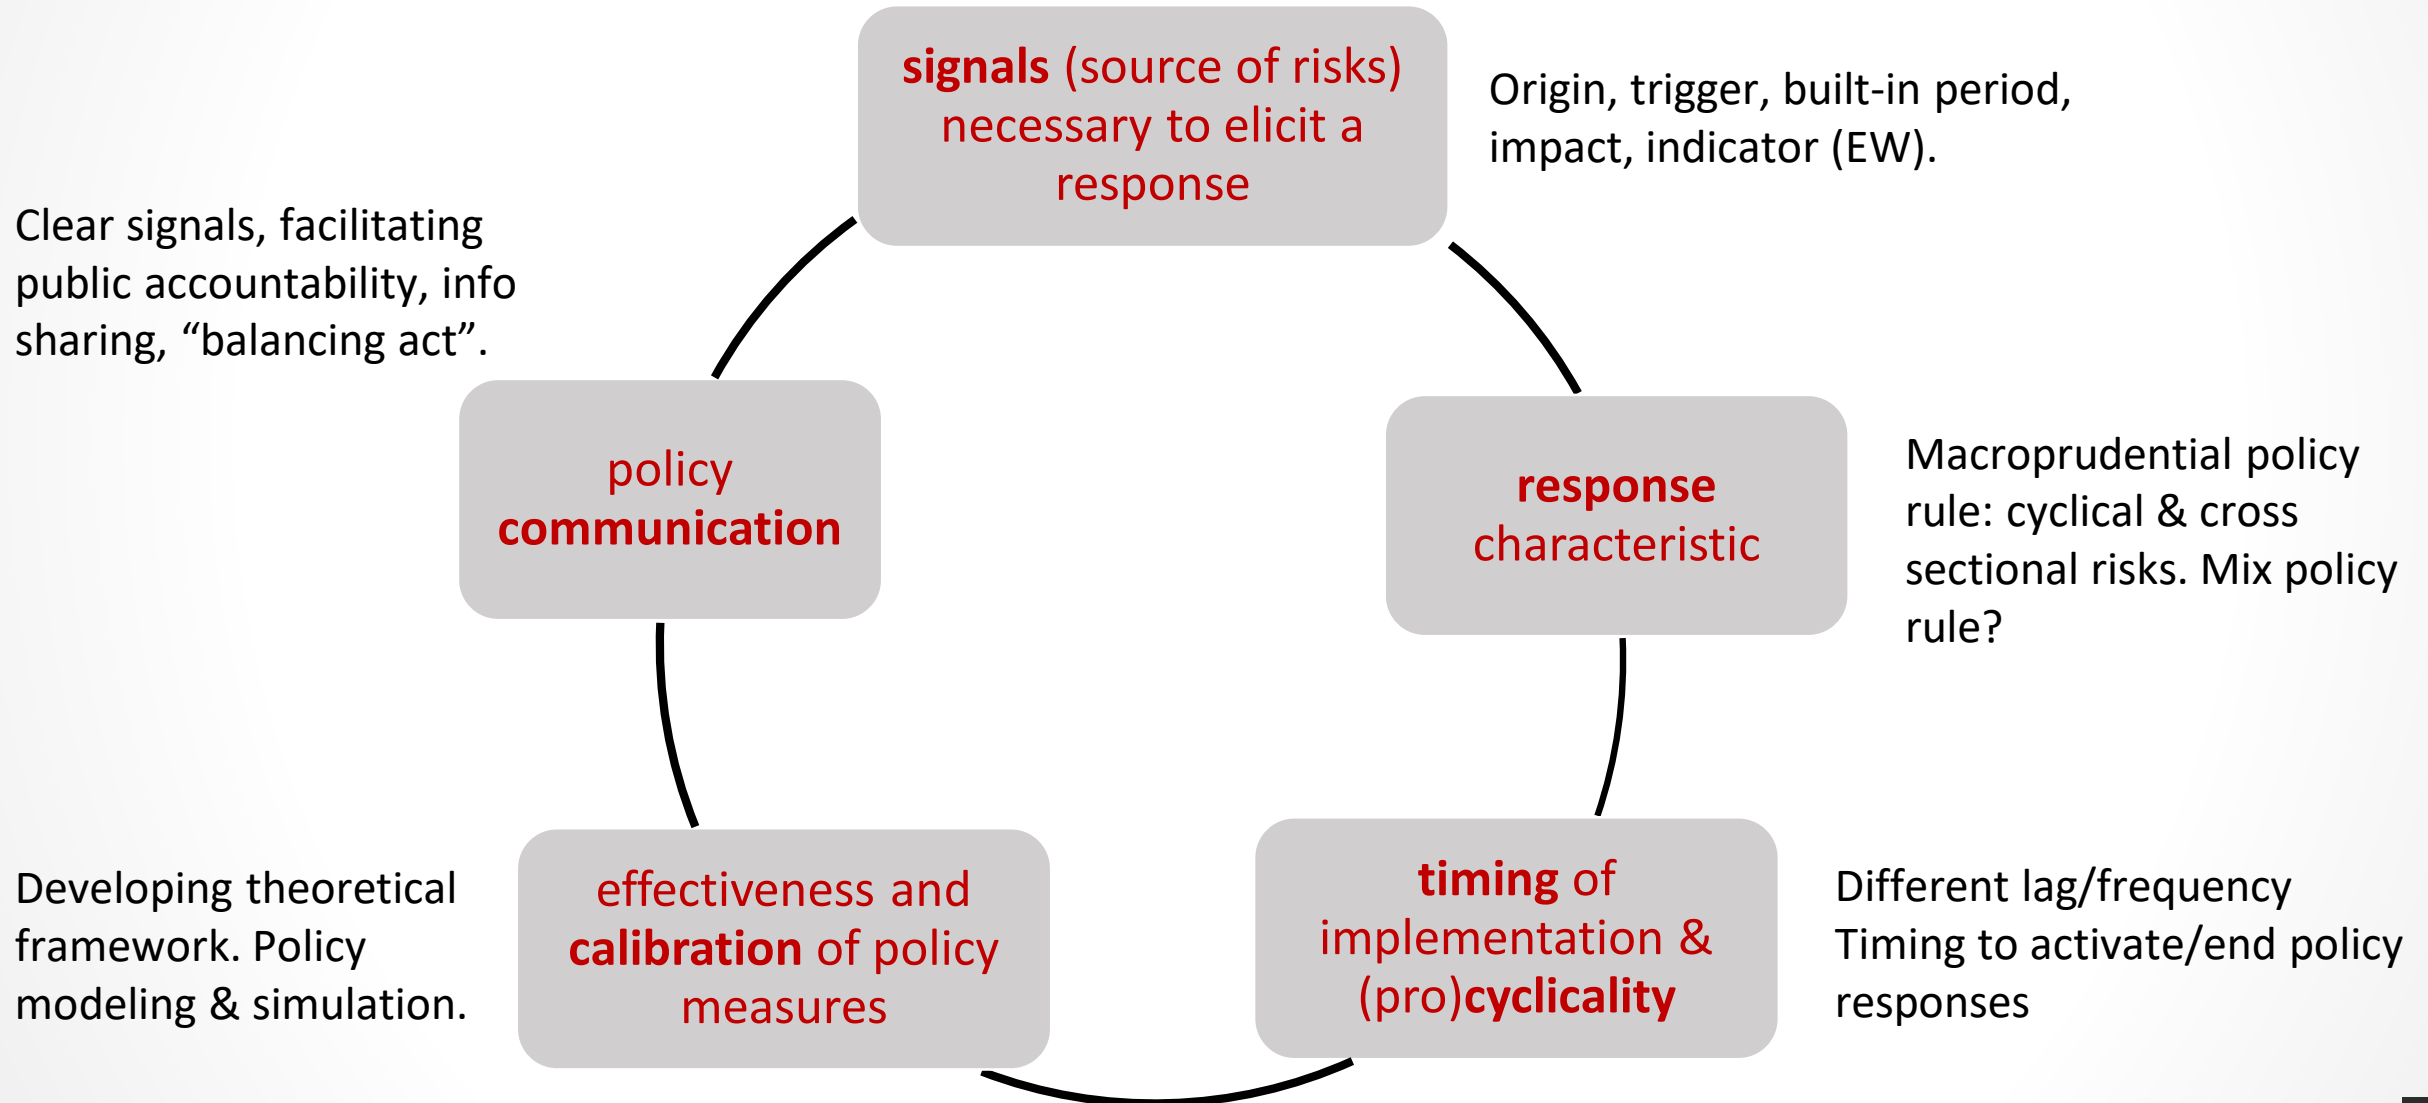 signals (source of risks)
necessary to elicit a
response
Origin, trigger, built-in period,
impact, indicator (EW).
Clear signals, facilitating
public accountability, info
sharing, “balancing act”.
policy
communication
response
characteristic
Macroprudential policy
rule: cyclical & cross
sectional risks. Mix policy
rule?
Developing theoretical
framework. Policy
modeling & simulation.
effectiveness and
calibration of policy
measures
timing of
implementation &
(pro)cyclicality
Different lag/frequency
Timing to activate/end policy
responses